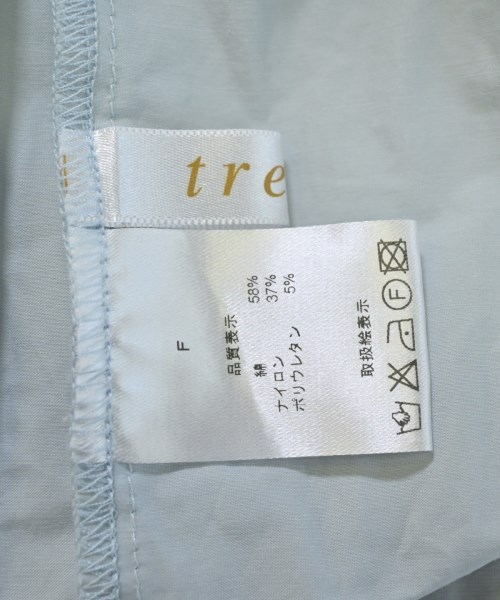 tre
F
品質表示
綿 58%
ナイロン 37%
ポリウレタン 5%
取扱絵表示
F